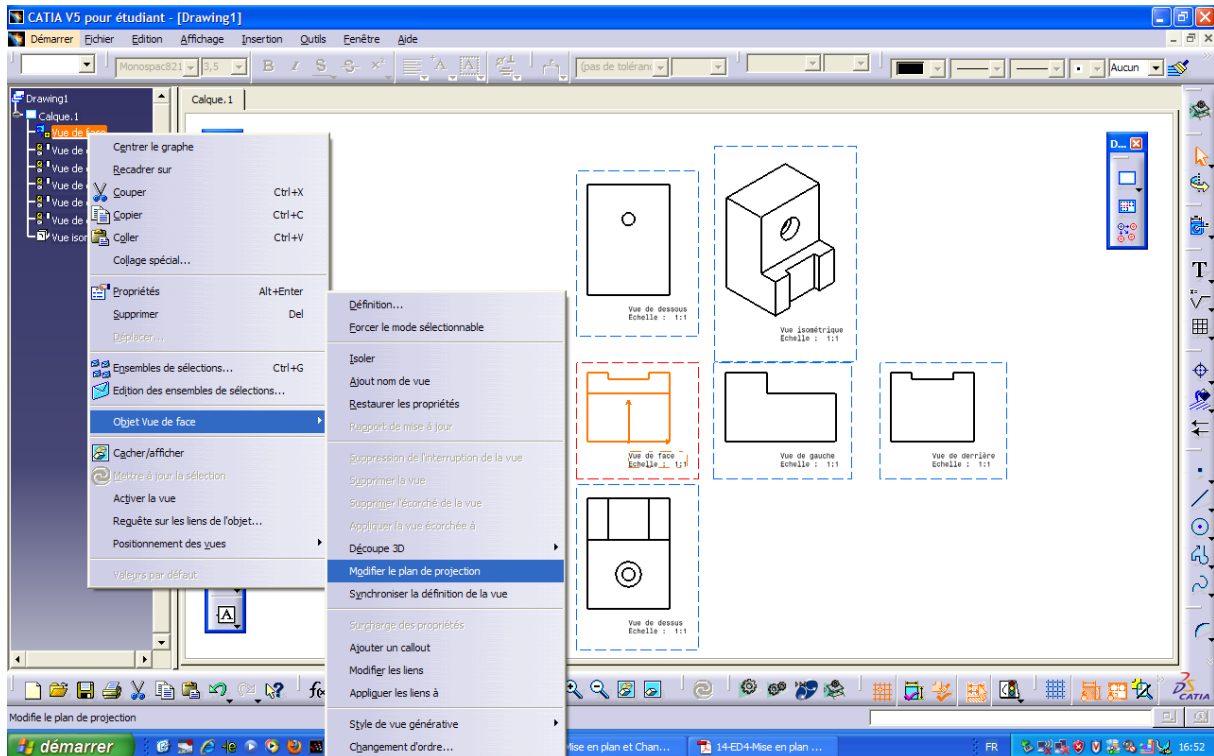 CATIA V5 pour étudiant - [Drawing1]
Démarrer Fichier Edition Affichage Insertion Outils Fenêtre Aide
Monospac821 3,5 B I S S x² A A (pas de toléranc Aucun
Drawing1
Calque.1
Calque.1
Vue de face
Vue de
Vue de
Vue de
Vue de
Vue de
Vue isor
Centrer le graphe
Recadrer sur
Couper Ctrl+X
Copier Ctrl+C
Coller Ctrl+V
Collage spécial...
Propriétés Alt+Enter
Supprimer Del
Déplacer...
Ensembles de sélections... Ctrl+G
Edition des ensembles de sélections...
Objet Vue de face
Cacher/afficher
Mettre à jour la sélection
Activer la vue
Requête sur les liens de l'objet...
Positionnement des vues
Valeurs par défaut
Définition...
Forcer le mode sélectionnable
Isoler
Ajout nom de vue
Restaurer les propriétés
Rapport de mise à jour
Suppression de l'interruption de la vue
Supprimer la vue
Supprimer l'écorché de la vue
Appliquer la vue écorchée à
Découpe 3D
Modifier le plan de projection
Synchroniser la définition de la vue
Surcharge des propriétés
Ajouter un callout
Modifier les liens
Appliquer les liens à
Style de vue générative
Changement d'ordre...
Vue de dessous
Echelle : 1:1
Vue isométrique
Echelle : 1:1
Vue de face
Echelle : 1:1
Vue de gauche
Echelle : 1:1
Vue de derrière
Echelle : 1:1
Vue de dessus
Echelle : 1:1
D...
T
A
CATIA
Modifie le plan de projection
démarrer
Mise en plan et Chan...
14-ED4-Mise en plan ...
FR
16:52